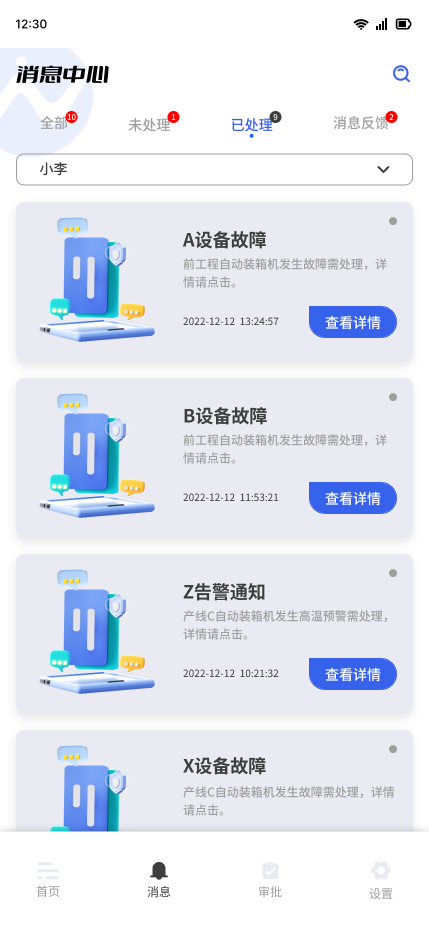 12:30
消息中心
全部 10 未处理 1 已处理 9 消息反馈 2
小李
A设备故障
前工程自动装箱机发生故障需处理，详
情请点击。
2022-12-12 13:24:57 查看详情
B设备故障
前工程自动装箱机发生故障需处理，详
情请点击。
2022-12-12 11:53:21 查看详情
Z告警通知
产线C自动装箱机发生高温预警需处理，
详情请点击。
2022-12-12 10:21:32 查看详情
X设备故障
产线C自动装箱机发生故障需处理，详情
请点击。
首页 消息 审批 设置